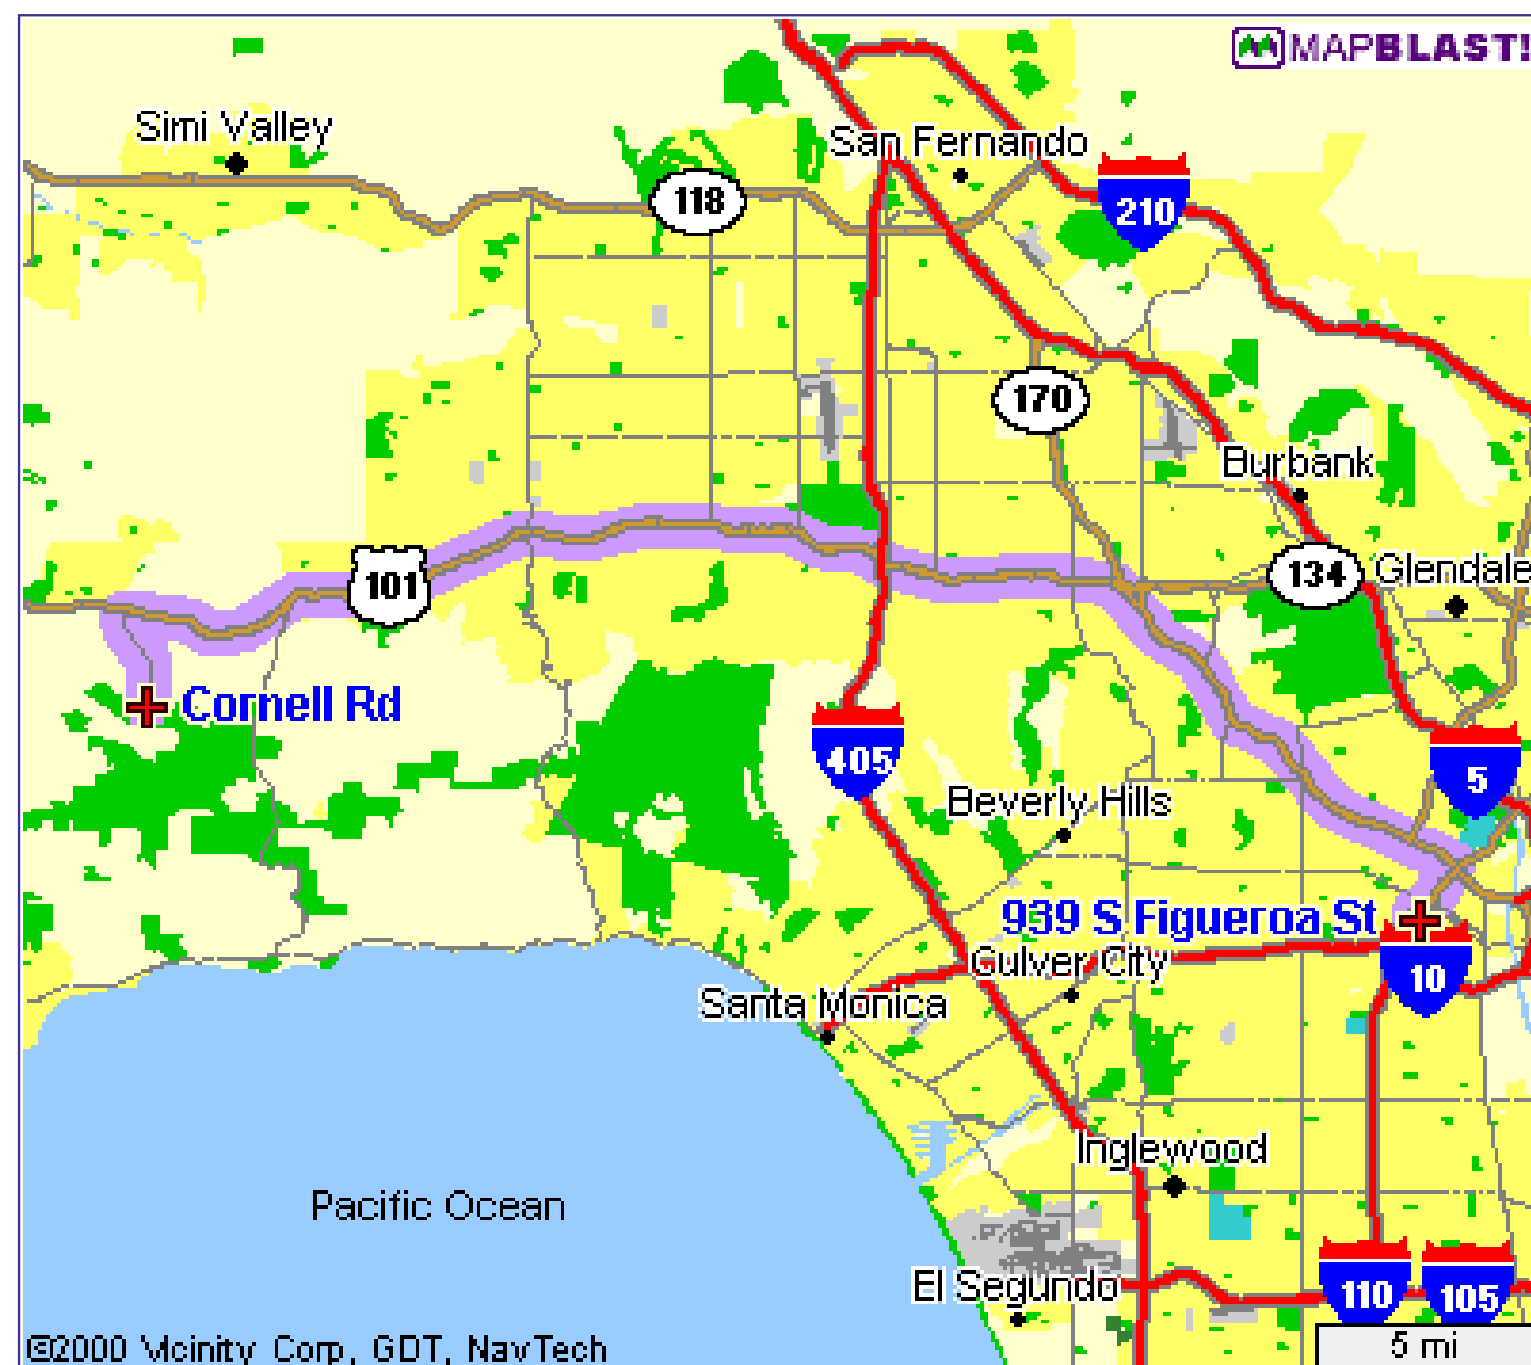 MAPBLAST!
Simi Valley
San Fernando
118
210
170
Burbank
101
134
Glendale
Cornell Rd
405
5
Beverly Hills
939 S Figueroa St
Culver City
10
Santa Monica
Inglewood
Pacific Ocean
El Segundo
110
105
©2000 Vicinity Corp, GDT, NavTech
5 mi